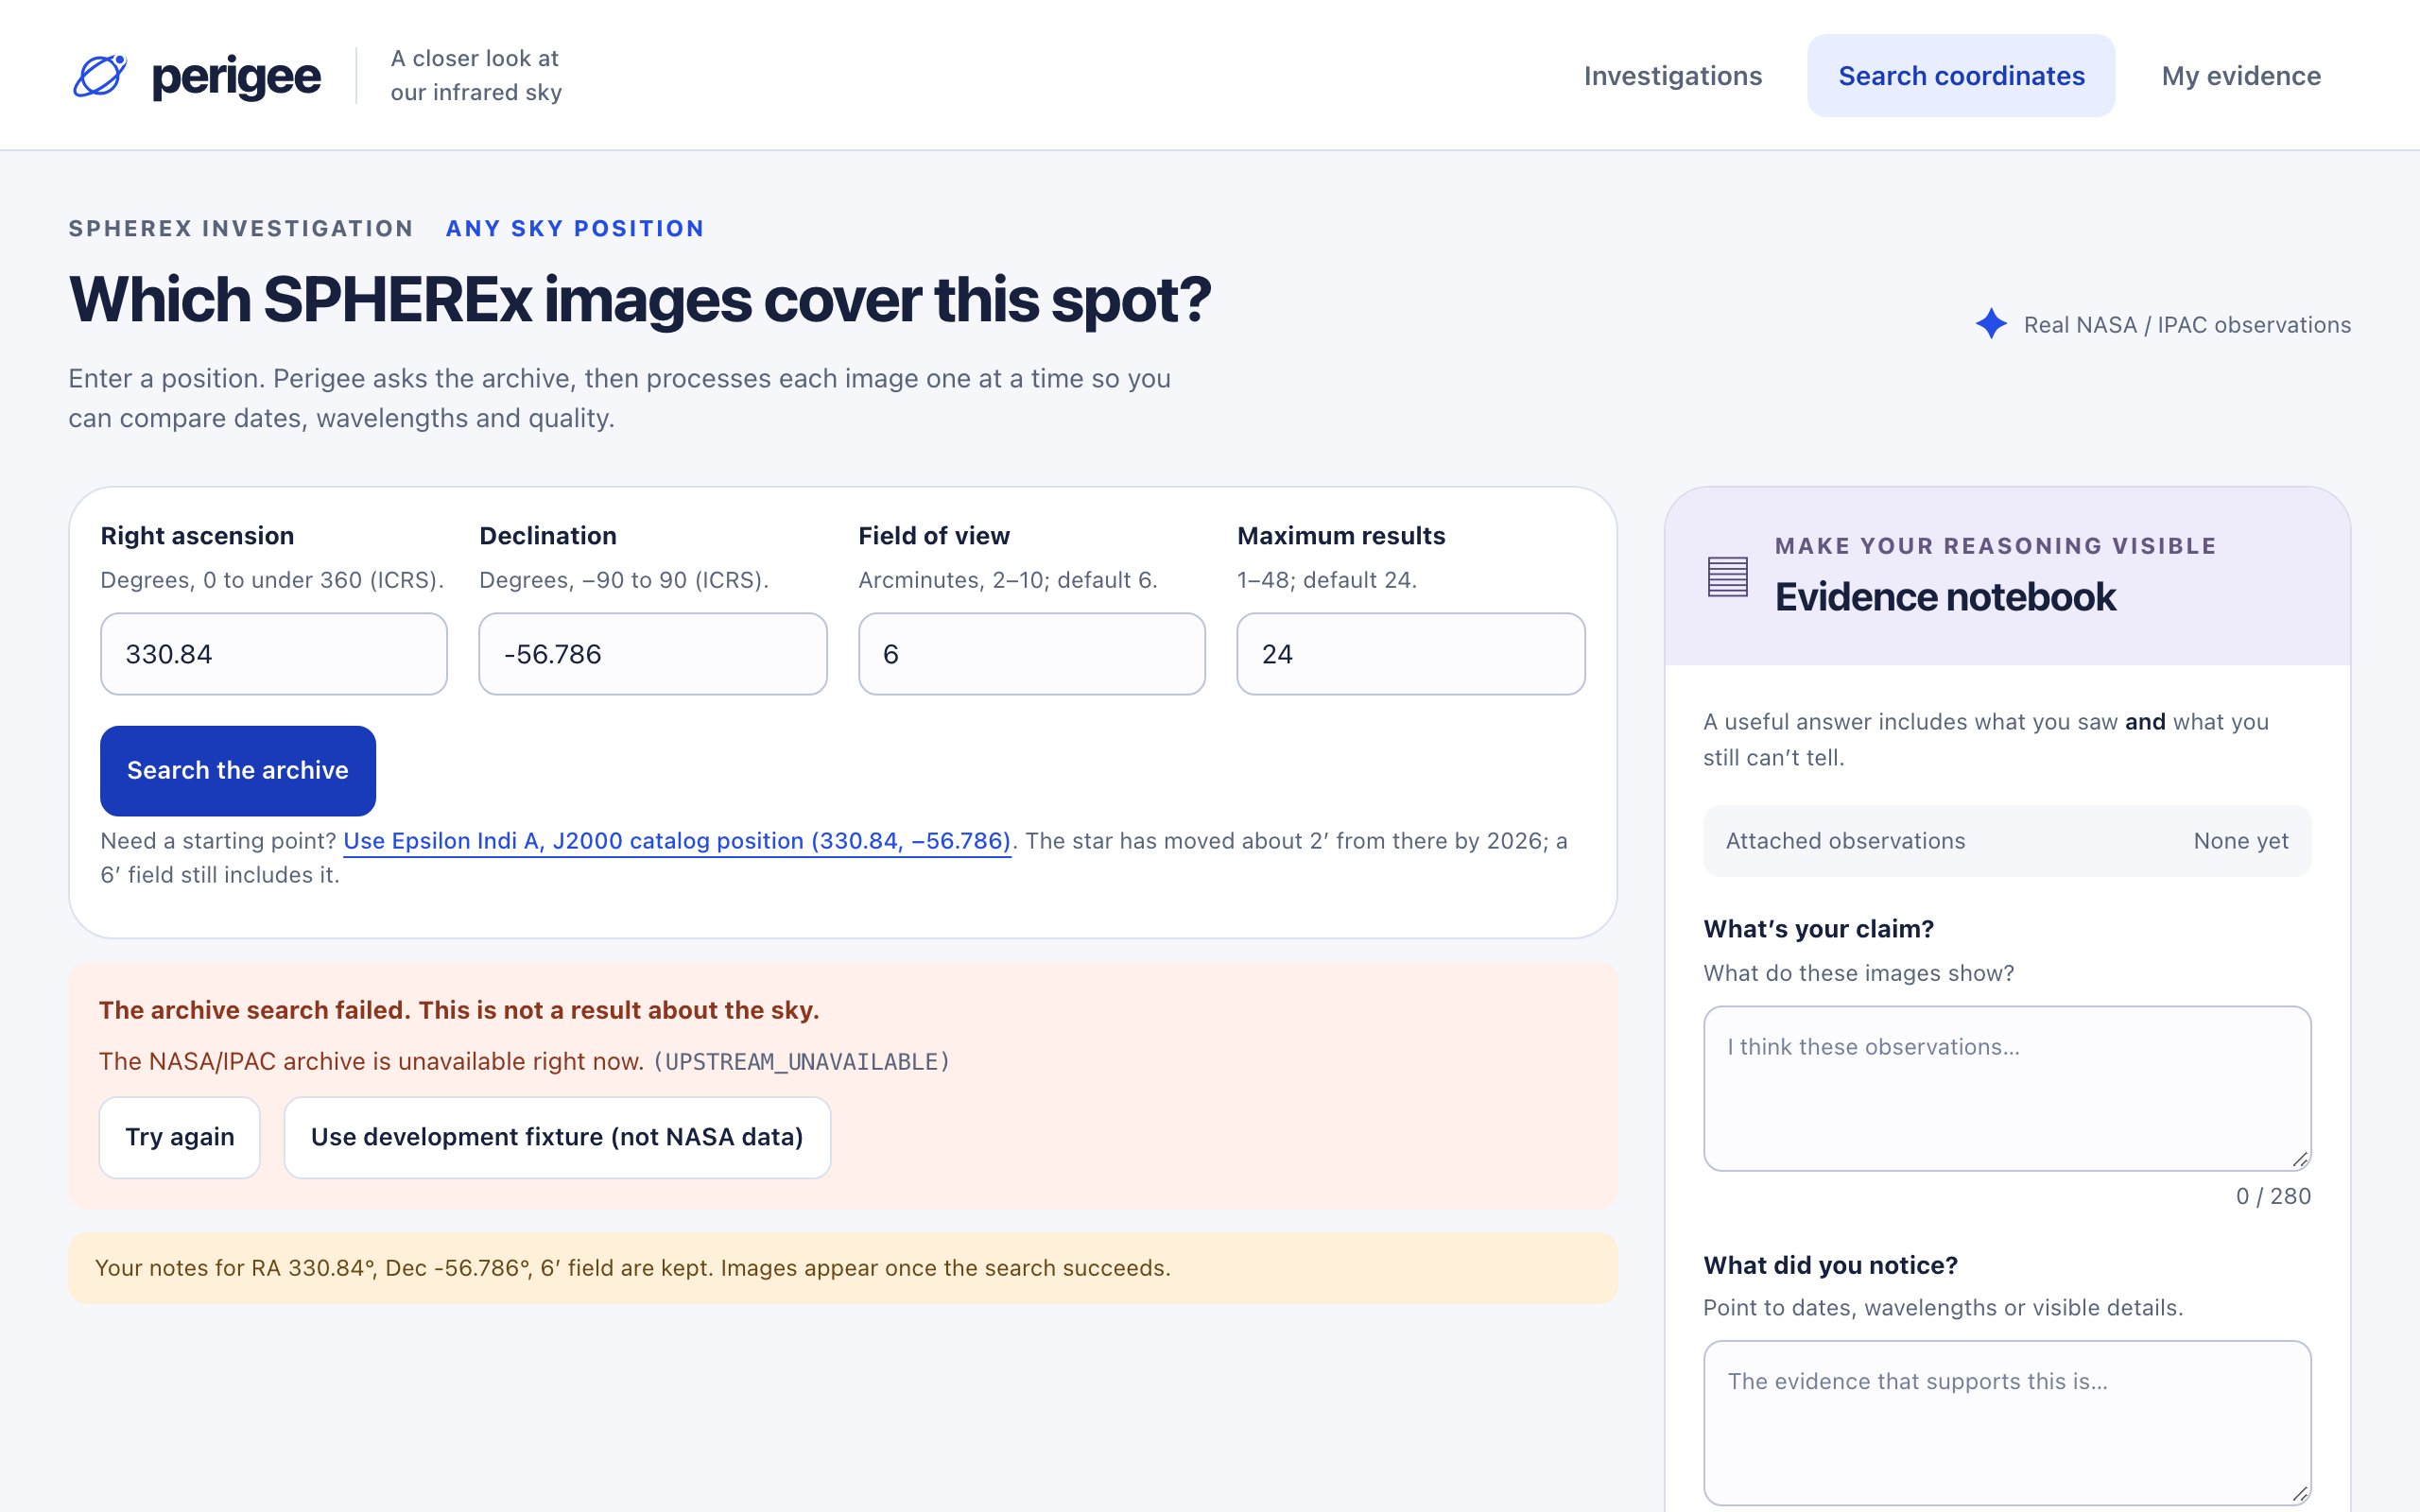 perigee
A closer look at
our infrared sky
Investigations
Search coordinates
My evidence
SPHEREX INVESTIGATION ANY SKY POSITION
Which SPHEREx images cover this spot?
Real NASA / IPAC observations
Enter a position. Perigee asks the archive, then processes each image one at a time so you
can compare dates, wavelengths and quality.
Right ascension
Degrees, 0 to under 360 (ICRS).
330.84
Declination
Degrees, −90 to 90 (ICRS).
-56.786
Field of view
Arcminutes, 2–10; default 6.
6
Maximum results
1–48; default 24.
24
Search the archive
Need a starting point? Use Epsilon Indi A, J2000 catalog position (330.84, −56.786). The star has moved about 2′ from there by 2026; a
6′ field still includes it.
The archive search failed. This is not a result about the sky.
The NASA/IPAC archive is unavailable right now. (UPSTREAM_UNAVAILABLE)
Try again
Use development fixture (not NASA data)
Your notes for RA 330.84°, Dec -56.786°, 6′ field are kept. Images appear once the search succeeds.
MAKE YOUR REASONING VISIBLE
Evidence notebook
A useful answer includes what you saw and what you
still can’t tell.
Attached observations
None yet
What’s your claim?
What do these images show?
I think these observations…
0 / 280
What did you notice?
Point to dates, wavelengths or visible details.
The evidence that supports this is…